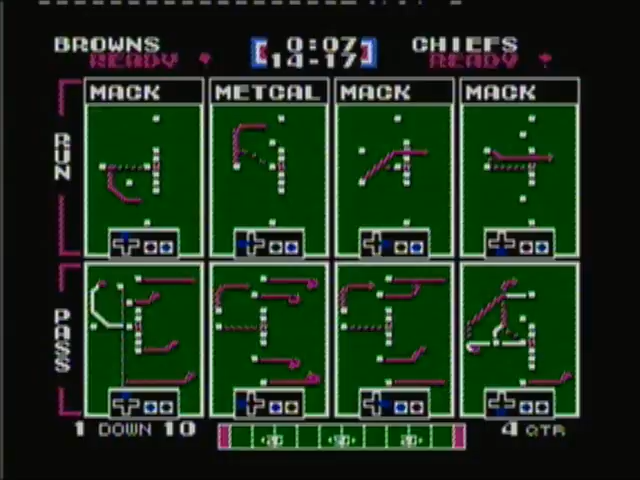 BROWNS 0:07 CHIEFS
READY 14-17 READY
RUN
MACK METCAL MACK MACK
PASS
1 DOWN 10 4 QTR